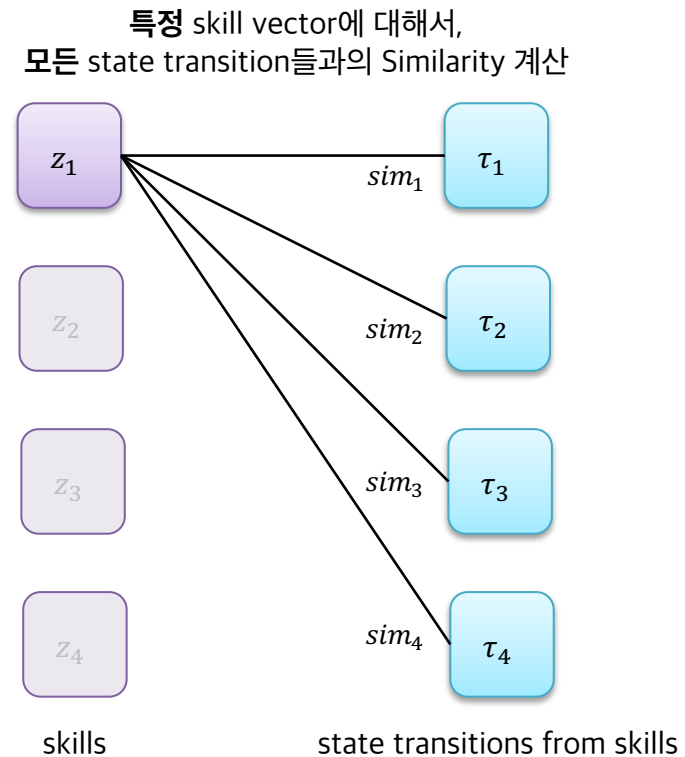 특정 skill vector에 대해서,
모든 state transition들과의 Similarity 계산
z₁
τ₁
sim₁
z₂
τ₂
sim₂
z₃
τ₃
sim₃
z₄
τ₄
sim₄
skills
state transitions from skills